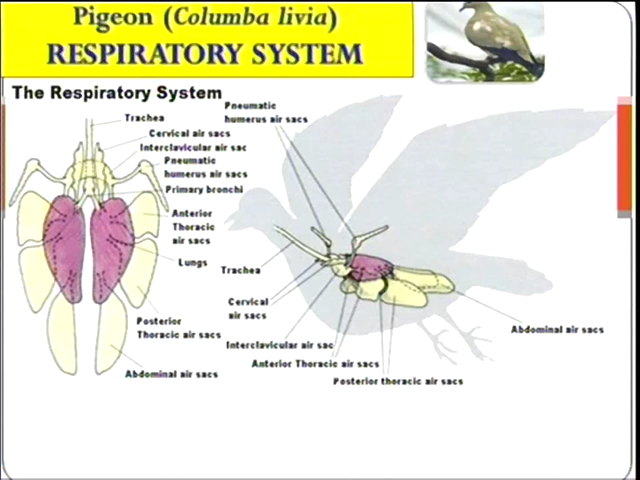 Pigeon (Columba livia)
RESPIRATORY SYSTEM
The Respiratory System
Trachea
Cervical air sacs
Interclavicular air sac
Pneumatic
humerus air sacs
Primary bronchi
Anterior
Thoracic
air sacs
Lungs
Posterior
Thoracic air sacs
Abdominal air sacs
Pneumatic
humerus air sacs
Trachea
Cervical
air sacs
Interclavicular air sac
Anterior Thoracic air sacs
Posterior thoracic air sacs
Abdominal air sacs